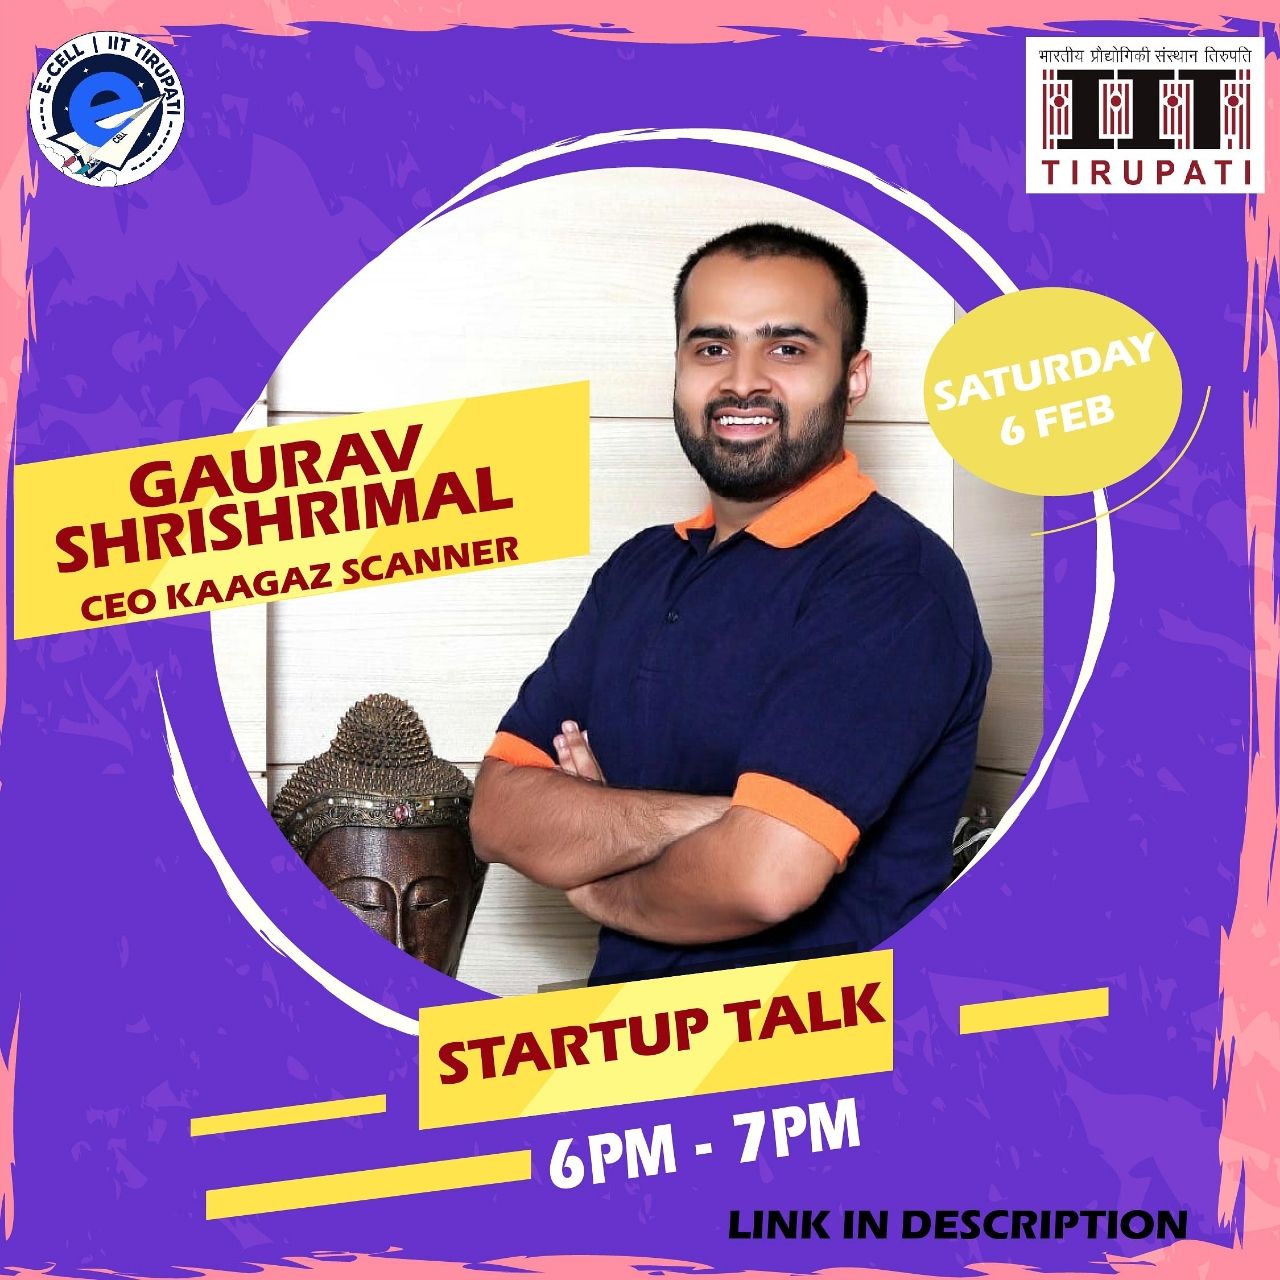 E-CELL | IIT TIRUPATI
e
CELL
भारतीय प्रौद्योगिकी संस्थान तिरुपति
IIT
TIRUPATI
SATURDAY
6 FEB
GAURAV
SHRISHRIMAL
CEO KAAGAZ SCANNER
STARTUP TALK
6PM - 7PM
LINK IN DESCRIPTION